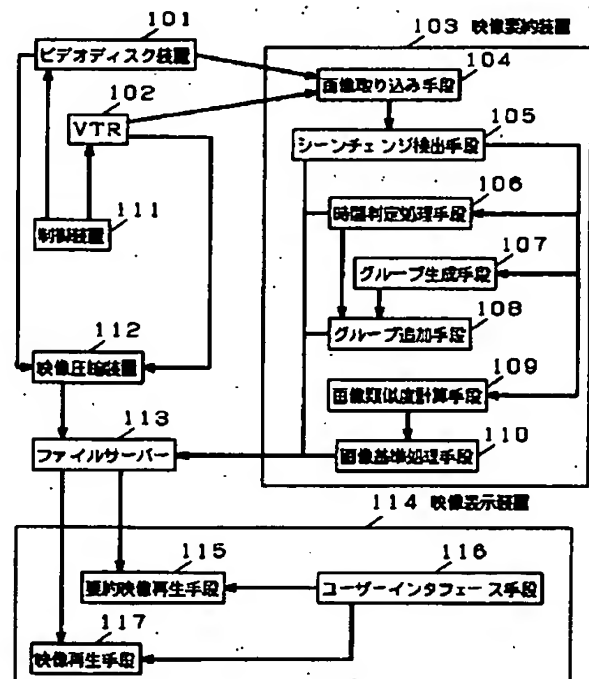 101
ビデオディスク装置
102
VTR
制御装置
111
103 映像要約装置
104
画像取り込み手段
105
シーンチェンジ検出手段
106
時間判定処理手段
107
グループ生成手段
108
グループ追加手段
109
画像類似度計算手段
110
画像基準処理手段
112
映像圧縮装置
113
ファイルサーバー
114 映像表示装置
115
要約映像再生手段
116
ユーザーインタフェース手段
117
映像再生手段